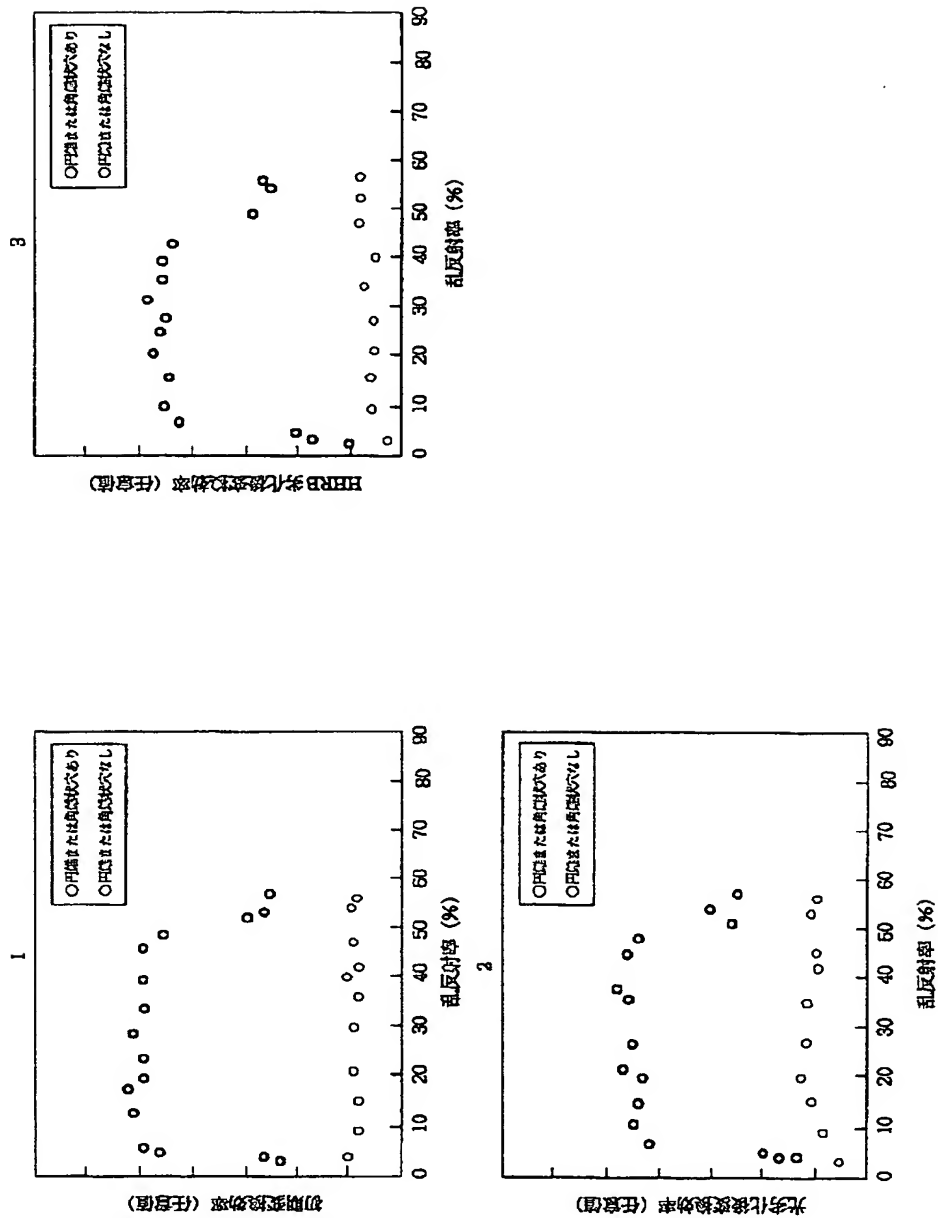 3
○円錐または角錐状穴あり
○円錐または角錐状穴なし
HHRB劣化後変換効率 (任意値)
0 10 20 30 40 50 60 70 80 90
乱反射率 (%)
1
○円錐または角錐状穴あり
○円錐または角錐状穴なし
初期変換効率 (任意値)
0 10 20 30 40 50 60 70 80 90
乱反射率 (%)
2
○円錐または角錐状穴あり
○円錐または角錐状穴なし
光劣化後変換効率 (任意値)
0 10 20 30 40 50 60 70 80 90
乱反射率 (%)